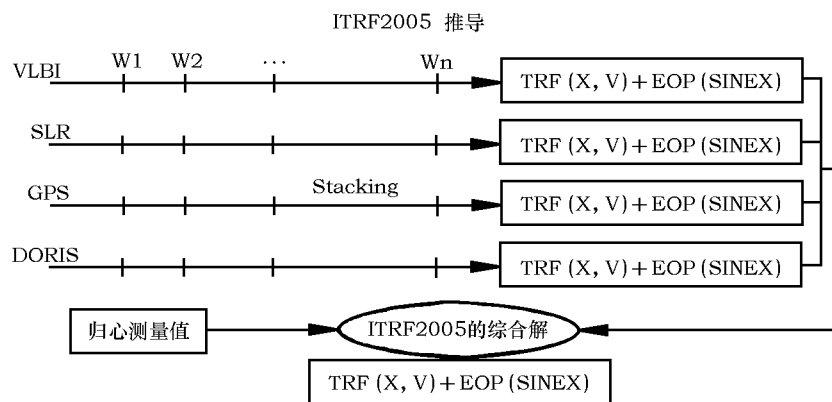 ITRF2005 推导
W1 W2 … Wn
VLBI TRF (X, V)+EOP (SINEX)
SLR TRF (X, V)+EOP (SINEX)
GPS Stacking TRF (X, V)+EOP (SINEX)
DORIS TRF (X, V)+EOP (SINEX)
归心测量值 ITRF2005的综合解
TRF (X, V)+EOP (SINEX)